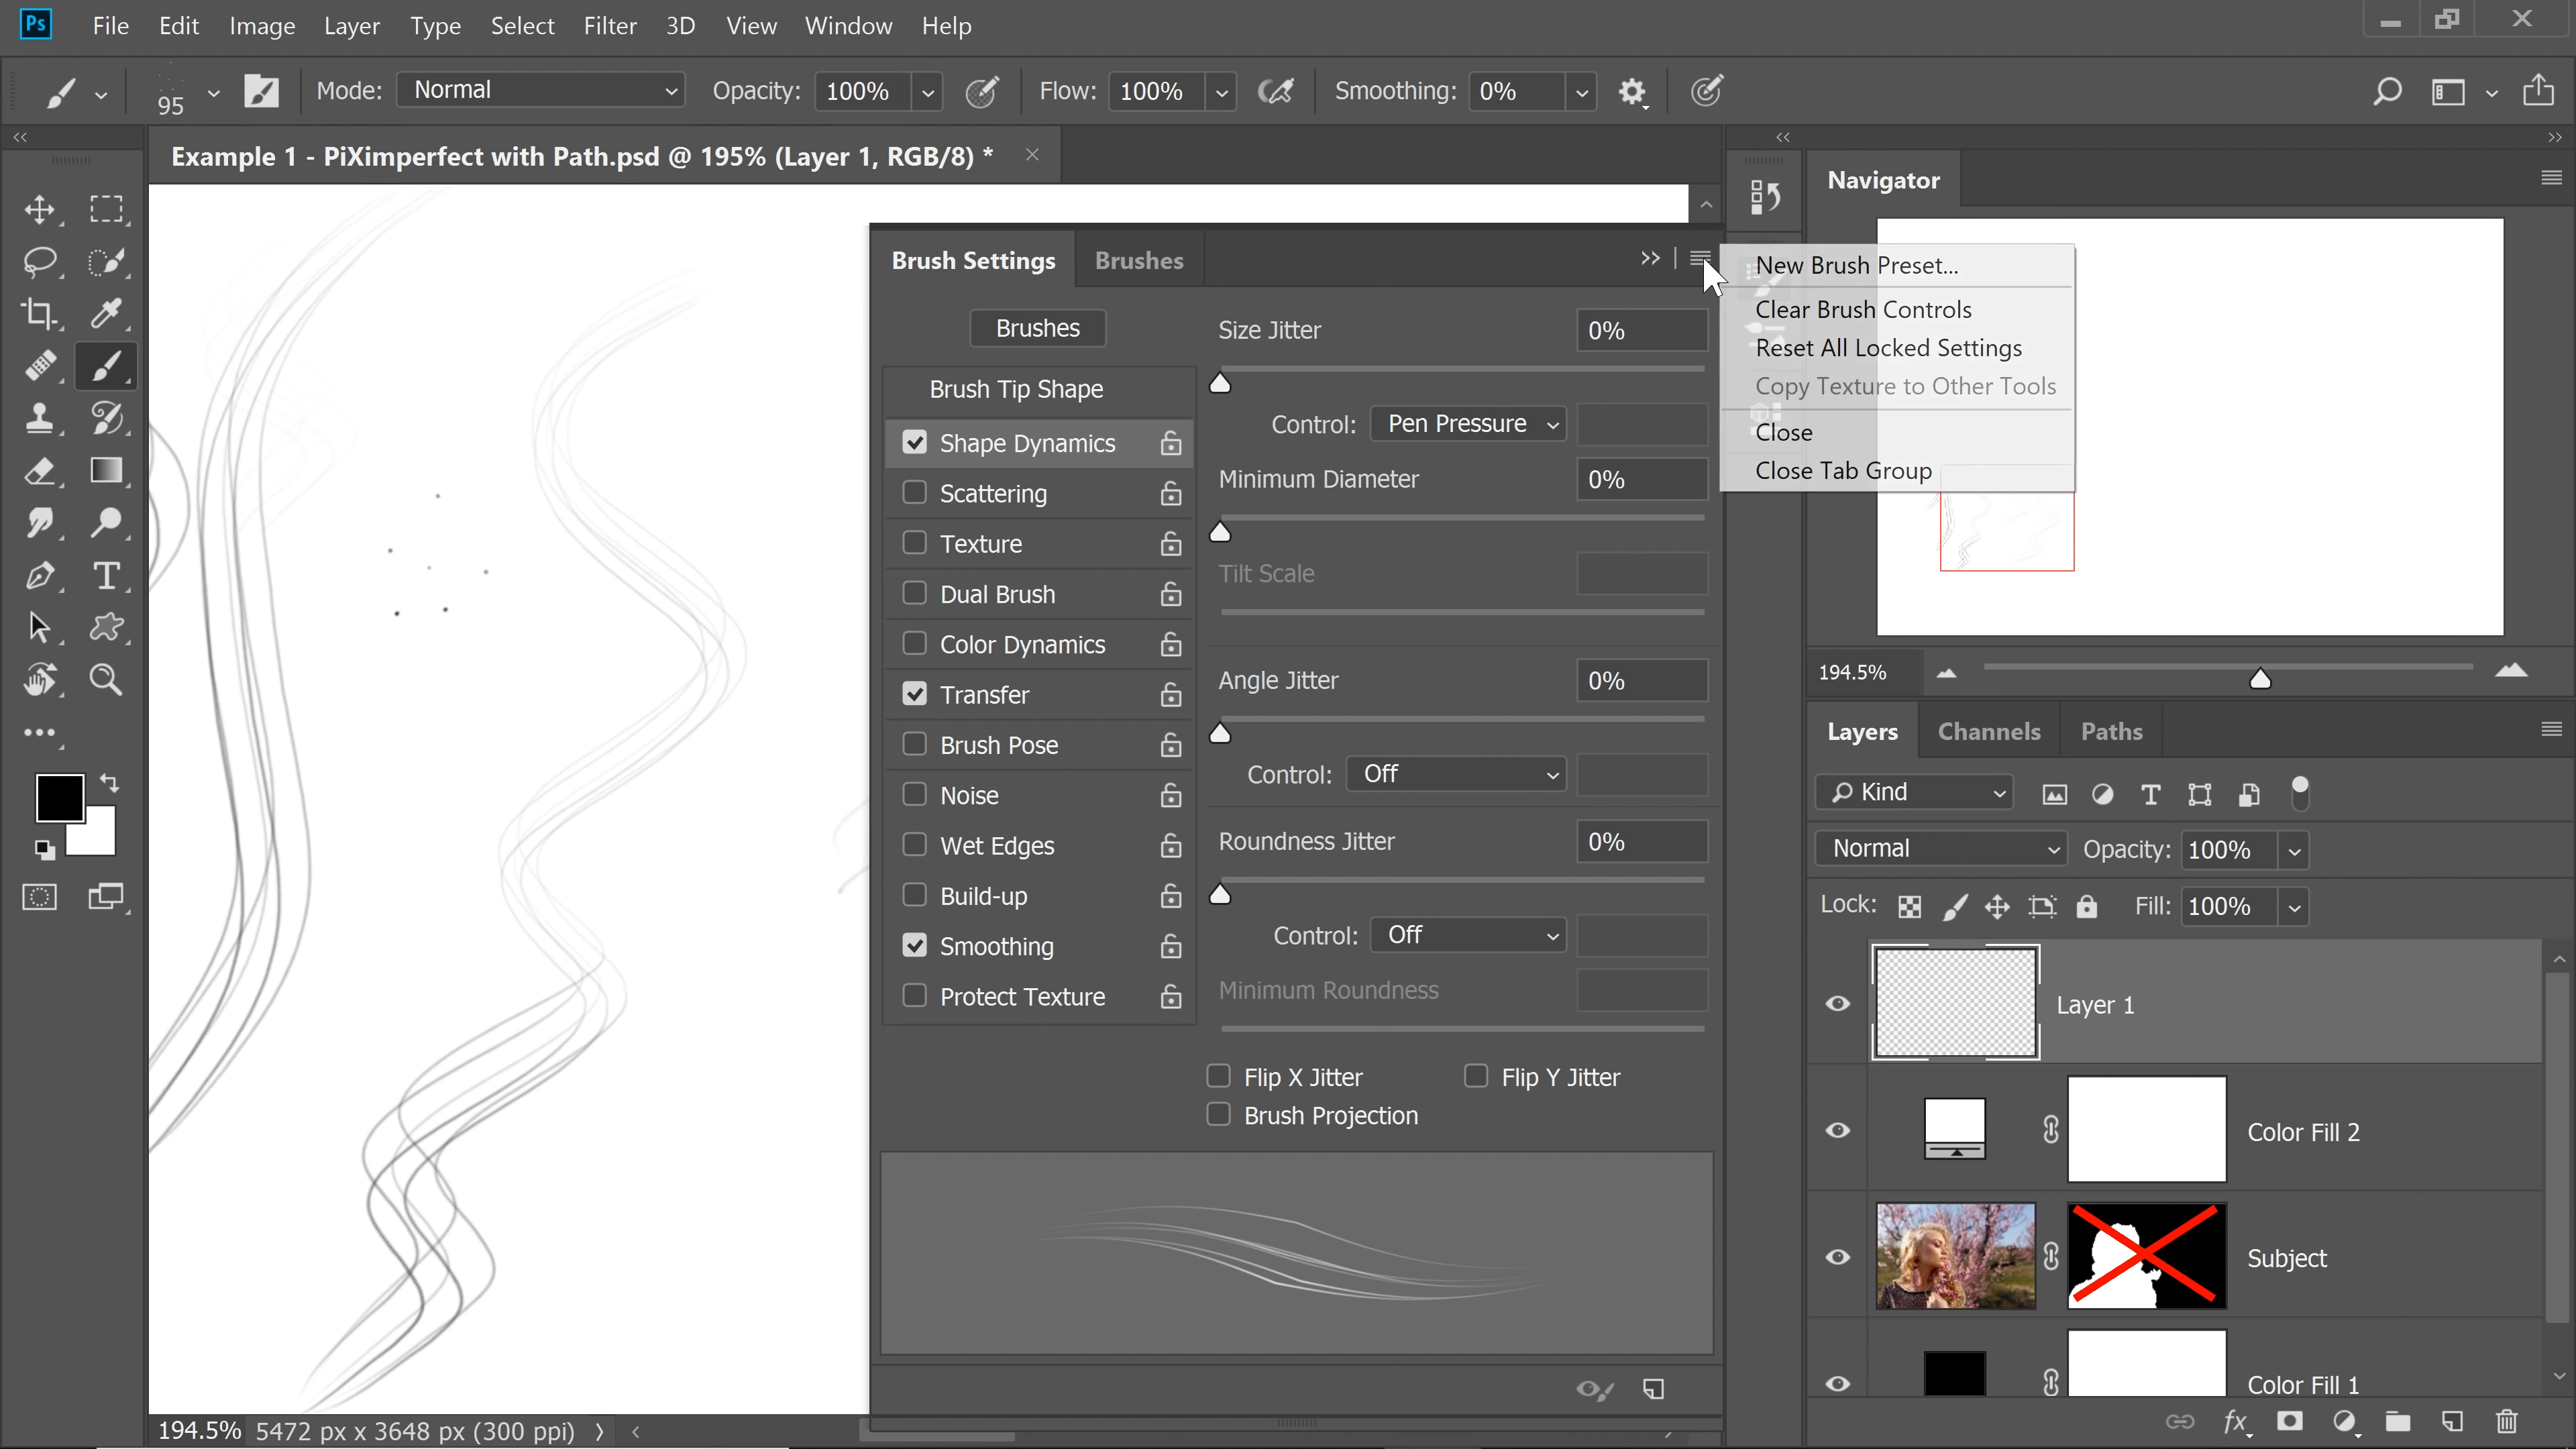 Ps File Edit Image Layer Type Select Filter 3D View Window Help
95 Mode: Normal Opacity: 100% Flow: 100% Smoothing: 0%
Example 1 - PiXimperfect with Path.psd @ 195% (Layer 1, RGB/8) *
Brush Settings Brushes
Brushes
Brush Tip Shape
Shape Dynamics
Scattering
Texture
Dual Brush
Color Dynamics
Transfer
Brush Pose
Noise
Wet Edges
Build-up
Smoothing
Protect Texture
Size Jitter 0%
Control: Pen Pressure
Minimum Diameter 0%
Tilt Scale
Angle Jitter 0%
Control: Off
Roundness Jitter 0%
Control: Off
Minimum Roundness
Flip X Jitter Flip Y Jitter
Brush Projection
New Brush Preset...
Clear Brush Controls
Reset All Locked Settings
Copy Texture to Other Tools
Close
Close Tab Group
Navigator
194.5%
Layers Channels Paths
Kind
Normal Opacity: 100%
Lock: Fill: 100%
Layer 1
Color Fill 2
Subject
Color Fill 1
fx
194.5% 5472 px x 3648 px (300 ppi)